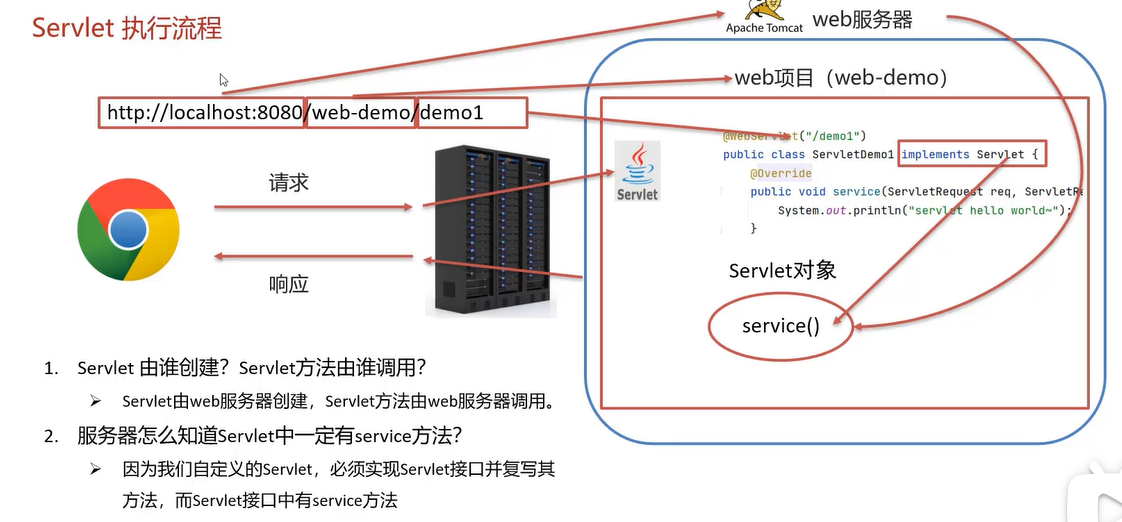 Servlet 执行流程
Apache Tomcat
web服务器
web项目（web-demo）
http://localhost:8080/web-demo/demo1
@WebServlet("/demo1")
public class ServletDemo1 implements Servlet {
@Override
public void service(ServletRequest req,
System.out.println("servlet hello world~");
}
Servlet
请求
响应
Servlet对象
service()
1. Servlet 由谁创建？Servlet方法由谁调用？
➢ Servlet由web服务器创建，Servlet方法由web服务器调用。
2. 服务器怎么知道Servlet中一定有service方法？
➢ 因为我们自定义的Servlet，必须实现Servlet接口并复写其
方法，而Servlet接口中有service方法